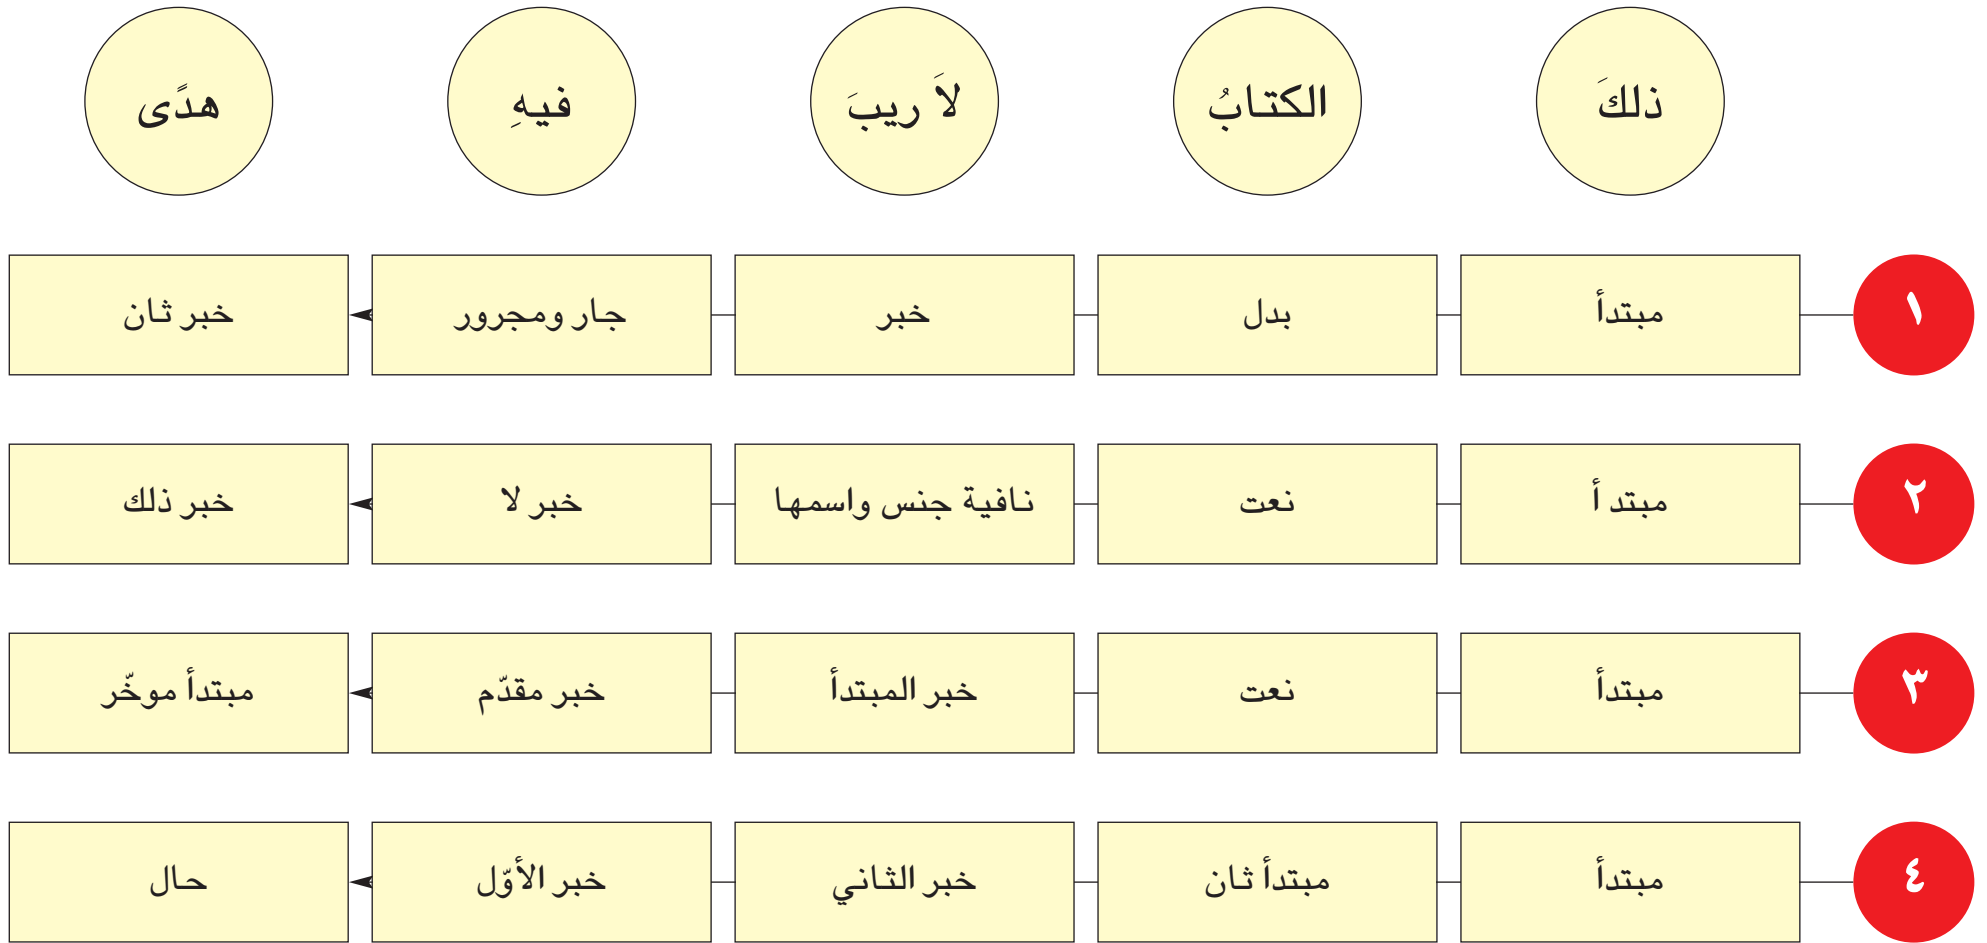 ذلكَ الكتابُ لاَ ريبَ فيهِ هدًى
١ مبتدأ بدل خبر جار ومجرور خبر ثان
٢ مبتد أ نعت نافية جنس واسمها خبر لا خبر ذلك
٣ مبتدأ نعت خبر المبتدأ خبر مقدّم مبتدأ موخّر
٤ مبتدأ مبتدأ ثان خبر الثاني خبر الأوّل حال